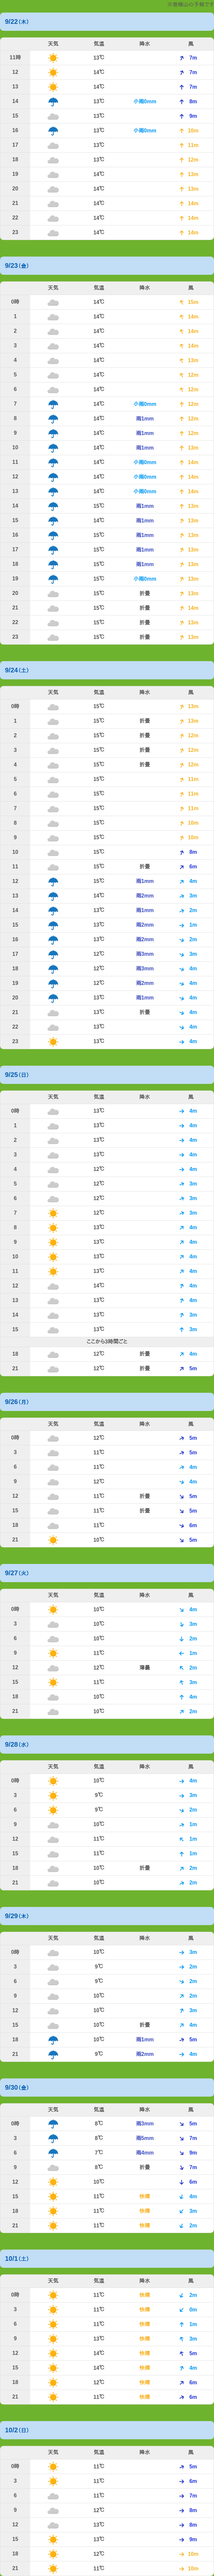 ※岩稜山の予報です
9/22(木)
天気 気温 降水 風
11時 13℃ 7m
12 14℃ 7m
13 14℃ 7m
14 13℃ 小雨0mm 8m
15 13℃ 9m
16 13℃ 小雨0mm 10m
17 13℃ 11m
18 13℃ 12m
19 13℃ 13m
20 14℃ 13m
21 14℃ 14m
22 14℃ 14m
23 14℃ 14m
9/23(金)
天気 気温 降水 風
0時 14℃ 15m
1 14℃ 14m
2 14℃ 14m
3 14℃ 14m
4 14℃ 13m
5 14℃ 12m
6 14℃ 12m
7 14℃ 小雨0mm 12m
8 14℃ 雨1mm 12m
9 14℃ 雨1mm 12m
10 14℃ 雨1mm 13m
11 14℃ 小雨0mm 14m
12 14℃ 小雨0mm 14m
13 14℃ 小雨0mm 14m
14 15℃ 雨1mm 13m
15 15℃ 雨1mm 13m
16 15℃ 雨1mm 13m
17 15℃ 雨1mm 13m
18 15℃ 雨1mm 13m
19 15℃ 小雨0mm 13m
20 15℃ 折曇 13m
21 15℃ 折曇 14m
22 15℃ 折曇 13m
23 15℃ 折曇 13m
9/24(土)
天気 気温 降水 風
0時 15℃ 13m
1 15℃ 折曇 13m
2 15℃ 折曇 12m
3 15℃ 折曇 12m
4 15℃ 折曇 12m
5 15℃ 11m
6 15℃ 11m
7 15℃ 11m
8 15℃ 10m
9 15℃ 10m
10 15℃ 8m
11 15℃ 折曇 6m
12 15℃ 雨1mm 4m
13 14℃ 雨2mm 3m
14 14℃ 雨1mm 2m
15 13℃ 雨2mm 1m
16 13℃ 雨2mm 2m
17 12℃ 雨3mm 3m
18 12℃ 雨3mm 4m
19 12℃ 雨2mm 4m
20 13℃ 雨1mm 4m
21 13℃ 折曇 4m
22 13℃ 4m
23 13℃ 4m
9/25(日)
天気 気温 降水 風
0時 13℃ 4m
1 13℃ 4m
2 13℃ 4m
3 13℃ 4m
4 12℃ 4m
5 12℃ 3m
6 12℃ 3m
7 12℃ 3m
8 13℃ 4m
9 13℃ 4m
10 13℃ 4m
11 13℃ 4m
12 14℃ 4m
13 13℃ 4m
14 13℃ 3m
15 13℃ 3m
ここから3時間ごと
18 12℃ 折曇 4m
21 12℃ 折曇 5m
9/26(月)
天気 気温 降水 風
0時 12℃ 5m
3 11℃ 5m
6 11℃ 4m
9 12℃ 4m
12 11℃ 折曇 5m
15 11℃ 折曇 5m
18 11℃ 6m
21 10℃ 5m
9/27(火)
天気 気温 降水 風
0時 10℃ 4m
3 10℃ 3m
6 10℃ 2m
9 11℃ 1m
12 12℃ 薄曇 2m
15 11℃ 3m
18 10℃ 4m
21 10℃ 2m
9/28(水)
天気 気温 降水 風
0時 10℃ 4m
3 9℃ 3m
6 9℃ 2m
9 10℃ 1m
12 11℃ 1m
15 11℃ 1m
18 10℃ 折曇 2m
21 10℃ 2m
9/29(木)
天気 気温 降水 風
0時 10℃ 3m
3 9℃ 2m
6 9℃ 2m
9 10℃ 2m
12 10℃ 3m
15 10℃ 折曇 4m
18 10℃ 雨1mm 5m
21 9℃ 雨2mm 4m
9/30(金)
天気 気温 降水 風
0時 8℃ 雨3mm 5m
3 8℃ 雨5mm 7m
6 7℃ 雨4mm 9m
9 8℃ 折曇 7m
12 10℃ 6m
15 11℃ 快晴 4m
18 11℃ 快晴 3m
21 11℃ 快晴 2m
10/1(土)
天気 気温 降水 風
0時 11℃ 快晴 2m
3 11℃ 快晴 0m
6 11℃ 快晴 1m
9 13℃ 快晴 3m
12 14℃ 快晴 5m
15 14℃ 快晴 4m
18 12℃ 快晴 6m
21 11℃ 快晴 6m
10/2(日)
天気 気温 降水 風
0時 11℃ 5m
3 11℃ 6m
6 11℃ 7m
9 12℃ 8m
12 13℃ 8m
15 13℃ 9m
18 12℃ 10m
21 11℃ 10m